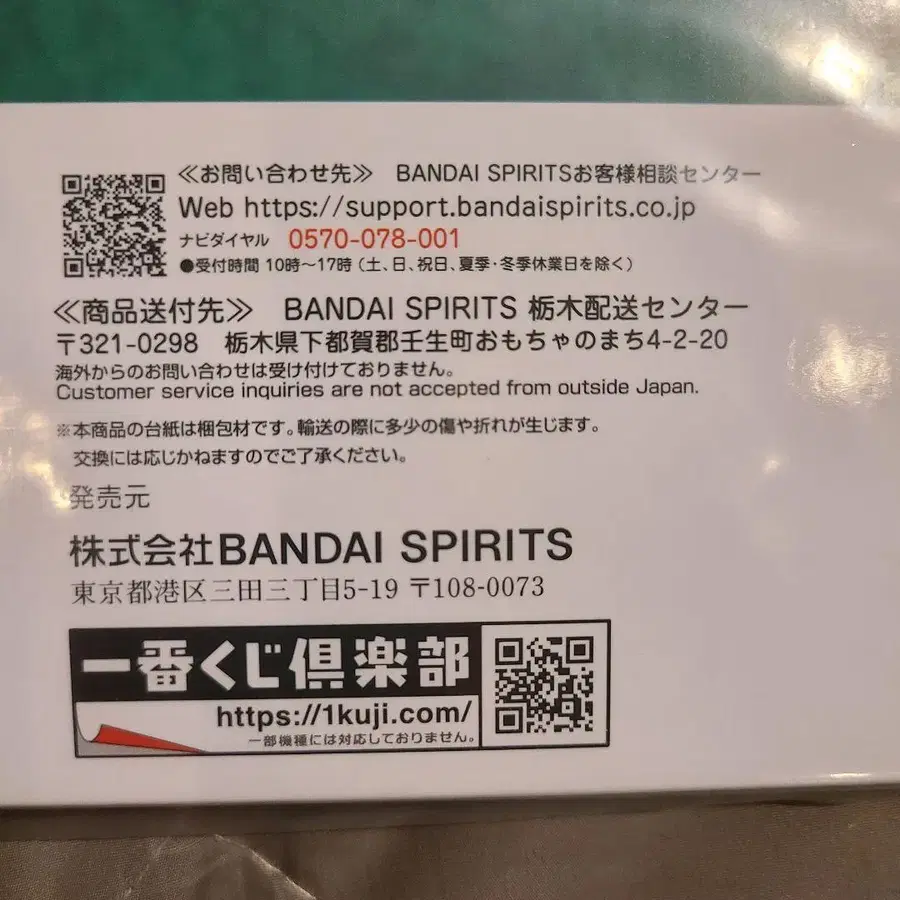 ≪お問い合わせ先≫ BANDAI SPIRITSお客様相談センター
Web https://support.bandaispirits.co.jp
ナビダイヤル 0570-078-001
●受付時間 10時～17時（土、日、祝日、夏季・冬季休業日を除く）
≪商品送付先≫ BANDAI SPIRITS 栃木配送センター
〒321-0298 栃木県下都賀郡壬生町おもちゃのまち4-2-20
海外からのお問い合わせは受け付けておりません。
Customer service inquiries are not accepted from outside Japan.
※本商品の台紙は梱包材です。輸送の際に多少の傷や折れが生じます。
交換には応じかねますのでご了承ください。
発売元
株式会社BANDAI SPIRITS
東京都港区三田三丁目5-19 〒108-0073
一番くじ倶楽部
https://1kuji.com/
一部機種には対応しておりません。